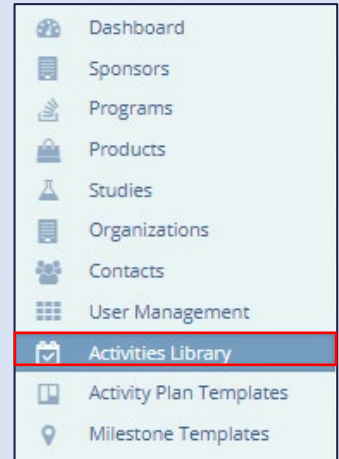 Dashboard
Sponsors
Programs
Products
Studies
Organizations
Contacts
User Management
Activities Library
Activity Plan Templates
Milestone Templates